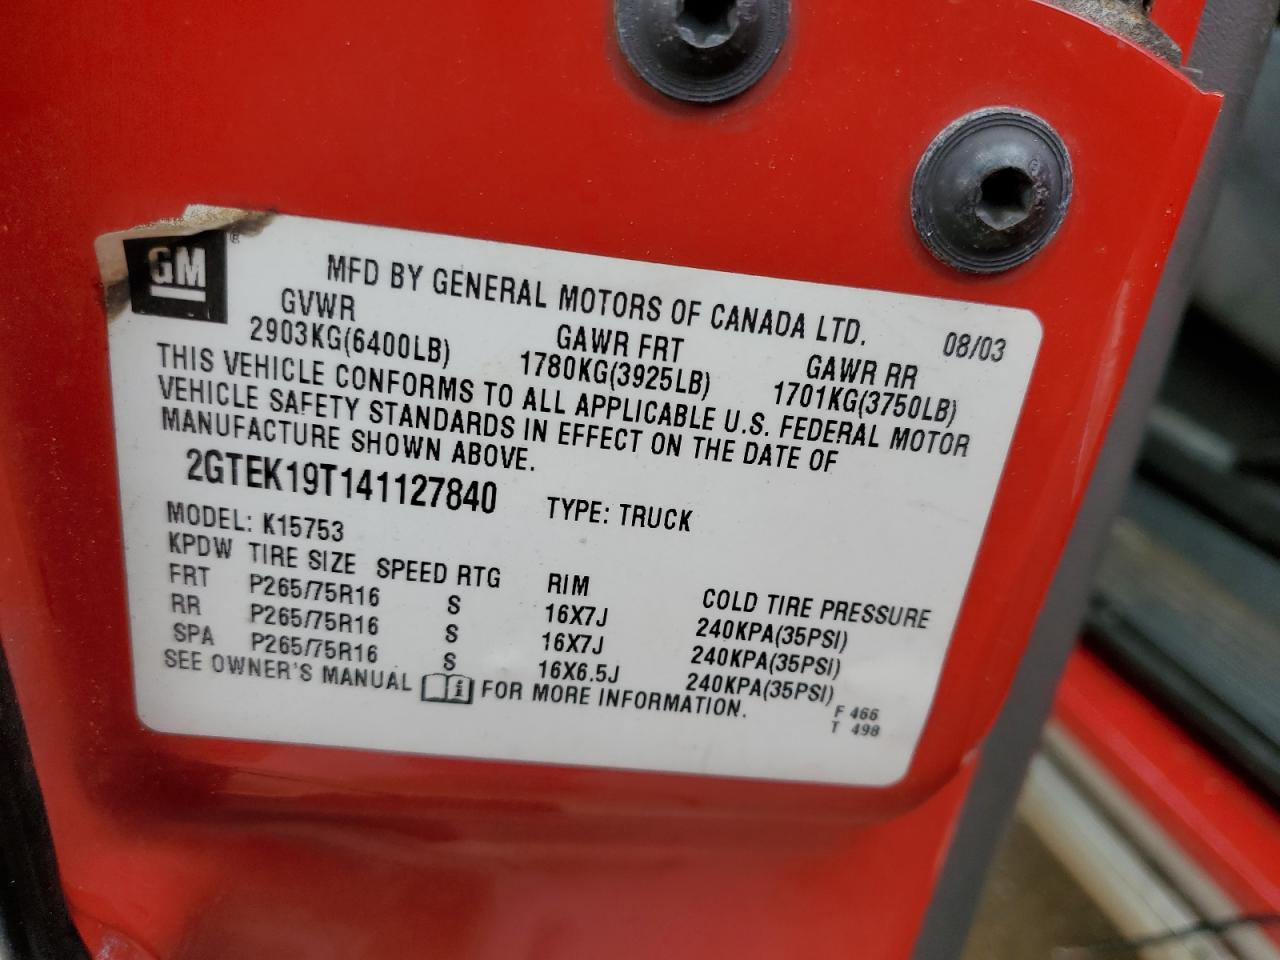 GM ®
MFD BY GENERAL MOTORS OF CANADA LTD.
08/03
GVWR GAWR FRT GAWR RR
2903KG(6400LB) 1780KG(3925LB) 1701KG(3750LB)
THIS VEHICLE CONFORMS TO ALL APPLICABLE U.S. FEDERAL MOTOR
VEHICLE SAFETY STANDARDS IN EFFECT ON THE DATE OF
MANUFACTURE SHOWN ABOVE.
2GTEK19T141127840 TYPE: TRUCK
MODEL: K15753
KPDW TIRE SIZE SPEED RTG RIM COLD TIRE PRESSURE
FRT P265/75R16 S 16X7J 240KPA(35PSI)
RR P265/75R16 S 16X7J 240KPA(35PSI)
SPA P265/75R16 S 16X6.5J 240KPA(35PSI)
SEE OWNER'S MANUAL i FOR MORE INFORMATION.
F 466
T 498